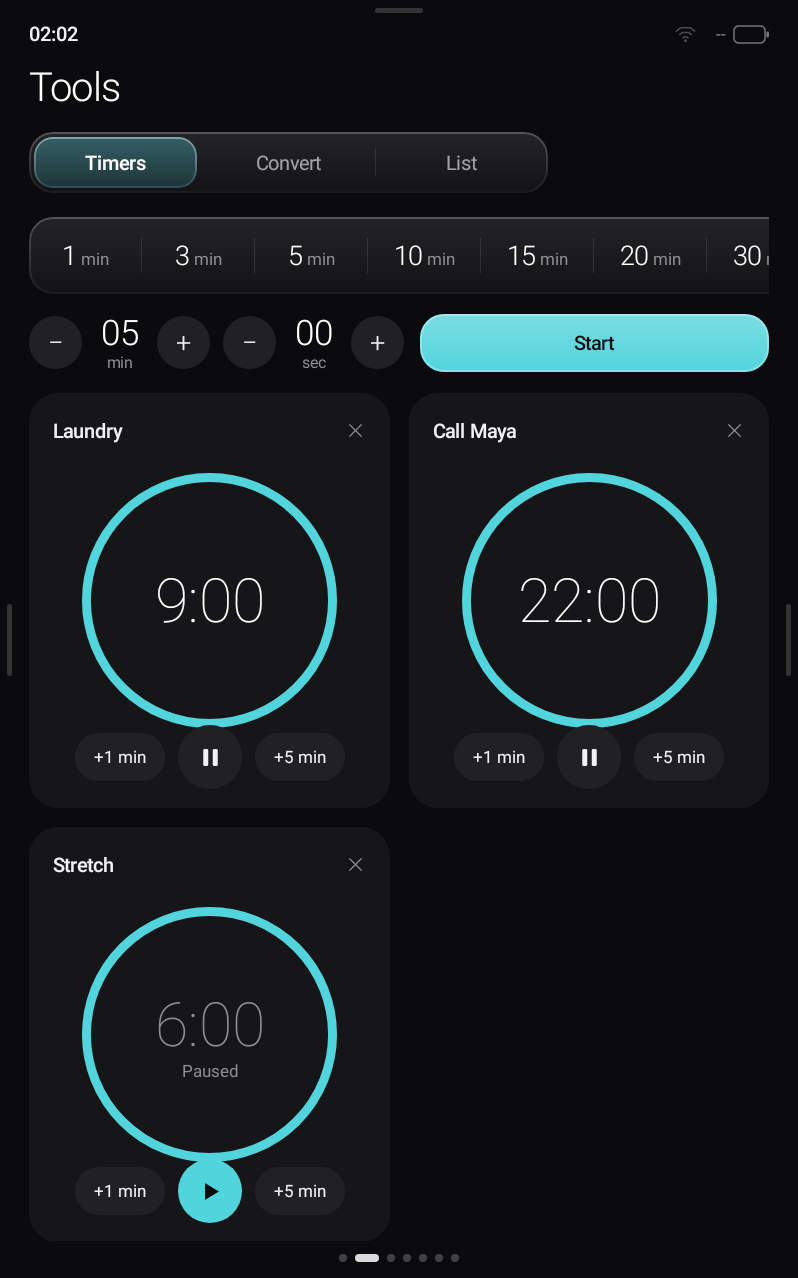 02:02
--
Tools
Timers Convert List
1 min 3 min 5 min 10 min 15 min 20 min 30
− 05 min + − 00 sec + Start
Laundry
9:00
+1 min +5 min
Call Maya
22:00
+1 min +5 min
Stretch
6:00
Paused
+1 min +5 min